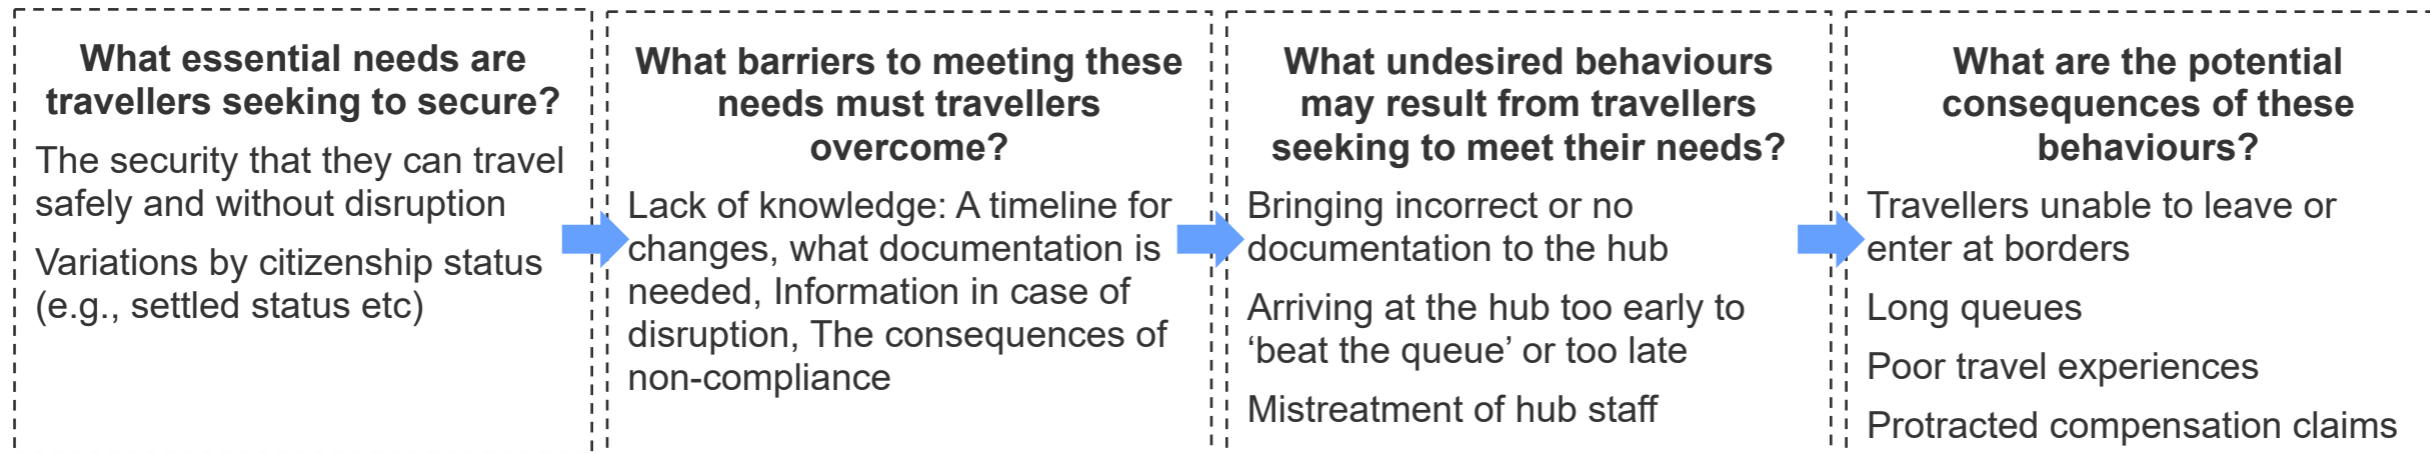 What essential needs are
travellers seeking to secure?
The security that they can travel
safely and without disruption
Variations by citizenship status
(e.g., settled status etc)
What barriers to meeting these
needs must travellers
overcome?
Lack of knowledge: A timeline for
changes, what documentation is
needed, Information in case of
disruption, The consequences of
non-compliance
What undesired behaviours
may result from travellers
seeking to meet their needs?
Bringing incorrect or no
documentation to the hub
Arriving at the hub too early to
‘beat the queue’ or too late
Mistreatment of hub staff
What are the potential
consequences of these
behaviours?
Travellers unable to leave or
enter at borders
Long queues
Poor travel experiences
Protracted compensation claims